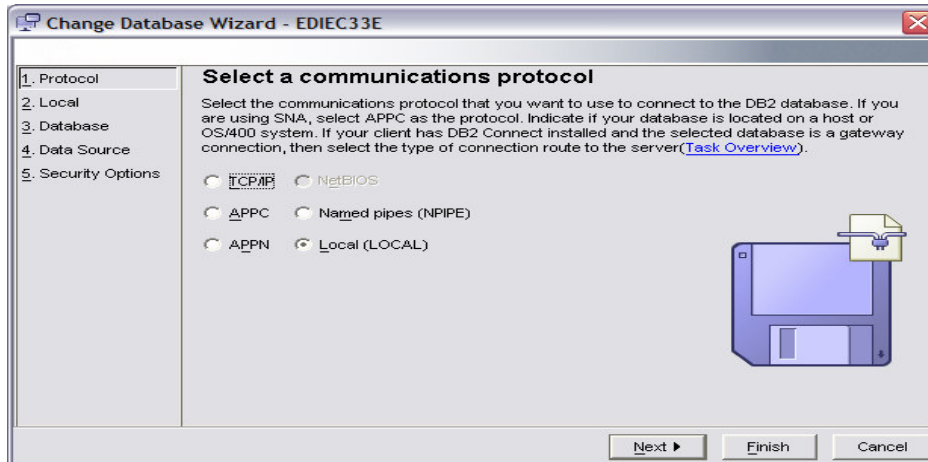 Change Database Wizard - EDIEC33E
1. Protocol
2. Local
3. Database
4. Data Source
5. Security Options
Select a communications protocol
Select the communications protocol that you want to use to connect to the DB2 database. If you
are using SNA, select APPC as the protocol. Indicate if your database is located on a host or
OS/400 system. If your client has DB2 Connect installed and the selected database is a gateway
connection, then select the type of connection route to the server(Task Overview).
TCP/IP NetBIOS
APPC Named pipes (NPIPE)
APPN Local (LOCAL)
Next Finish Cancel